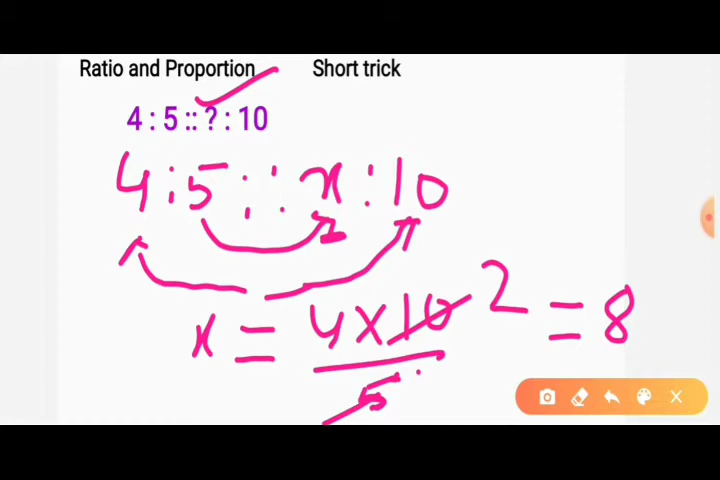 Ratio and Proportion Short trick
4 : 5 :: ? : 10
4 : 5 :: x : 10
x = 4 x 10 2 = 8
5